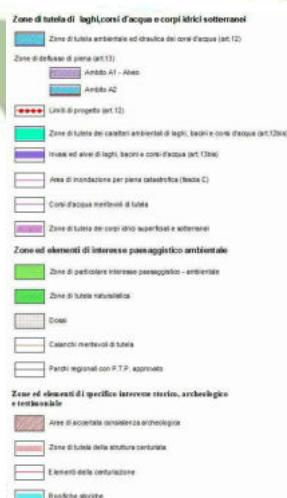 Zone di tutela di laghi,corsi d'acqua e corpi idrici sotterranei
Zone di tutela ambientale ed idraulica dei corsi d'acqua (art.12)
Zone di deflusso di piena (art.13)
Ambito A1 - Alveo
Ambito A2
Limiti di progetto (art.12)
Zone di tutela dei caratteri ambientali di laghi, bacini e corsi d'acqua (art.12bis)
Invasi ed alvei di laghi, bacini e corsi d'acqua (art.13bis)
Area di inondazione per piena catastrofica (fascia C)
Corsi d'acqua meritevoli di tutela
Zone di tutela dei corpi idrici superficiali e sotterranei
Zone ed elementi di interesse paesaggistico ambientale
Zone di particolare interesse paesaggistico - ambientale
Zone di tutela naturalistica
Dossi
Calanchi meritevoli di tutela
Parchi regionali con P.T.P. approvato
Zone ed elementi di specifico interesse storico, archeologico
e testimoniale
Aree di accertata consistenza archeologica
Zone di tutela della struttura centuriata
Elementi della centuriazione
Bonifiche storiche